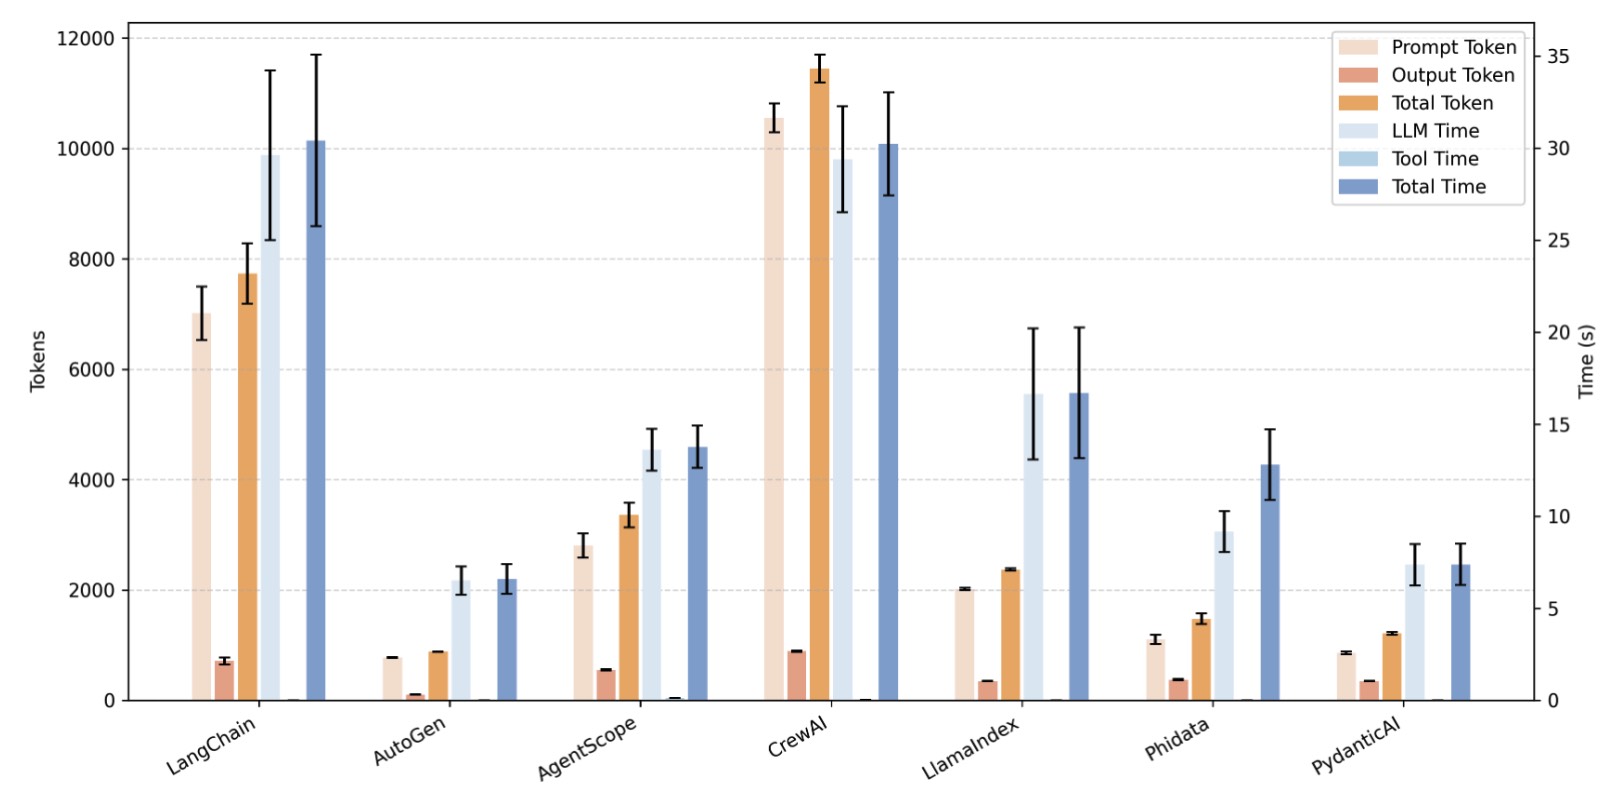 12000
10000
8000
6000
4000
2000
0
Tokens
35
30
25
20
15
10
5
0
Time (s)
Prompt Token
Output Token
Total Token
LLM Time
Tool Time
Total Time
LangChain
AutoGen
AgentScope
CrewAI
LlamaIndex
Phidata
PydanticAI